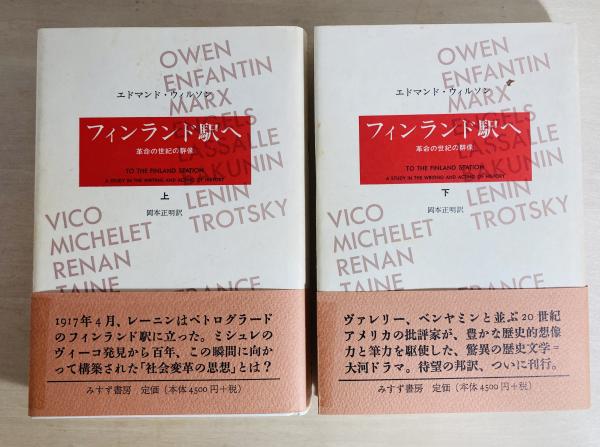 OWEN
ENFANTIN
MARX
エドマンド・ウィルソン
フィンランド駅へ
革命の世紀の群像
TO THE FINLAND STATION
A STUDY IN THE WRITING AND ACTING OF HISTORY
上
岡本正明訳
LENIN
TROTSKY
VICO
MICHELET
RENAN
TAINE
FRANCE
1917年4月、レーニンはペトログラード
のフィンランド駅に立った。ミシュレの
ヴィーコ発見から百年、この瞬間に向か
って構築された「社会変革の思想」とは?
みすず書房 定価(本体4500円+税)
OWEN
ENFANTIN
MARX
エドマンド・ウィルソン
フィンランド駅へ
革命の世紀の群像
TO THE FINLAND STATION
A STUDY IN THE WRITING AND ACTING OF HISTORY
下
岡本正明訳
LENIN
TROTSKY
VICO
MICHELET
RENAN
TAINE
FRANCE
ヴァレリー、ベンヤミンと並ぶ20世紀
アメリカの批評家が、豊かな歴史的想像
力と筆力を駆使した、驚異の歴史文学=
大河ドラマ。待望の邦訳、ついに刊行。
みすず書房 定価(本体4500円+税)